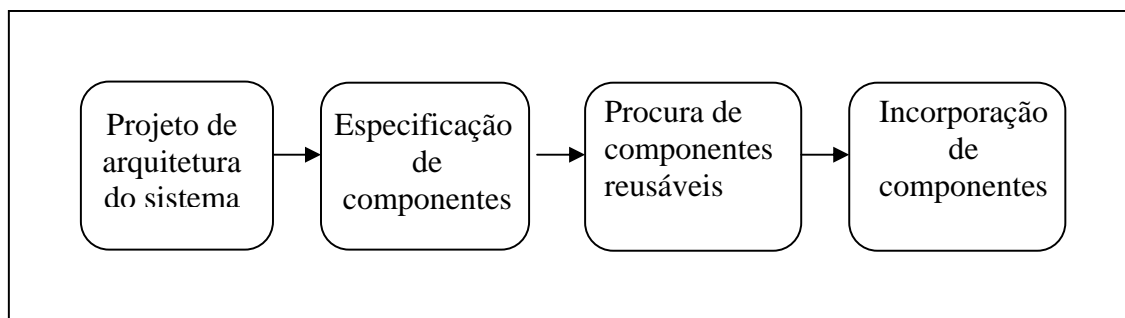 Projeto de
arquitetura
do sistema
Especificação
de
componentes
Procura de
componentes
reusáveis
Incorporação
de
componentes